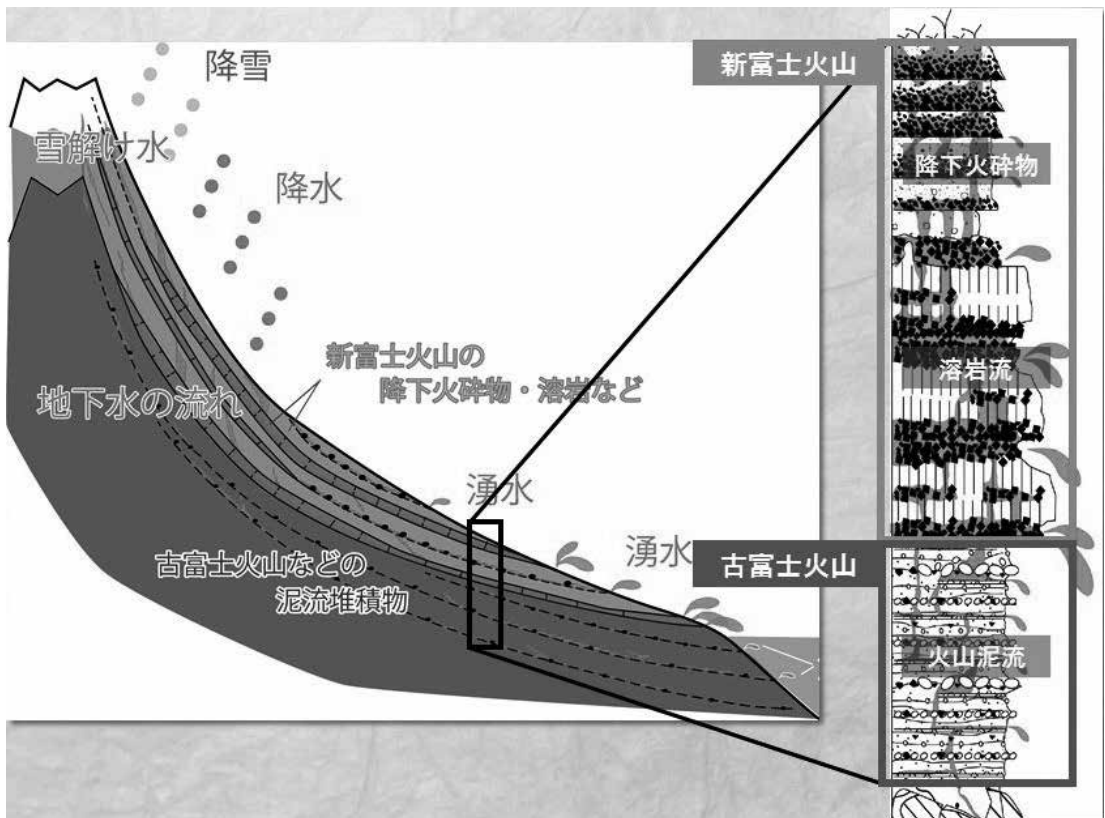 降雪
雪解け水
降水
新富士火山の
降下火砕物・溶岩など
地下水の流れ
湧水
湧水
古富士火山などの
泥流堆積物
新富士火山
降下火砕物
溶岩流
古富士火山
火山泥流